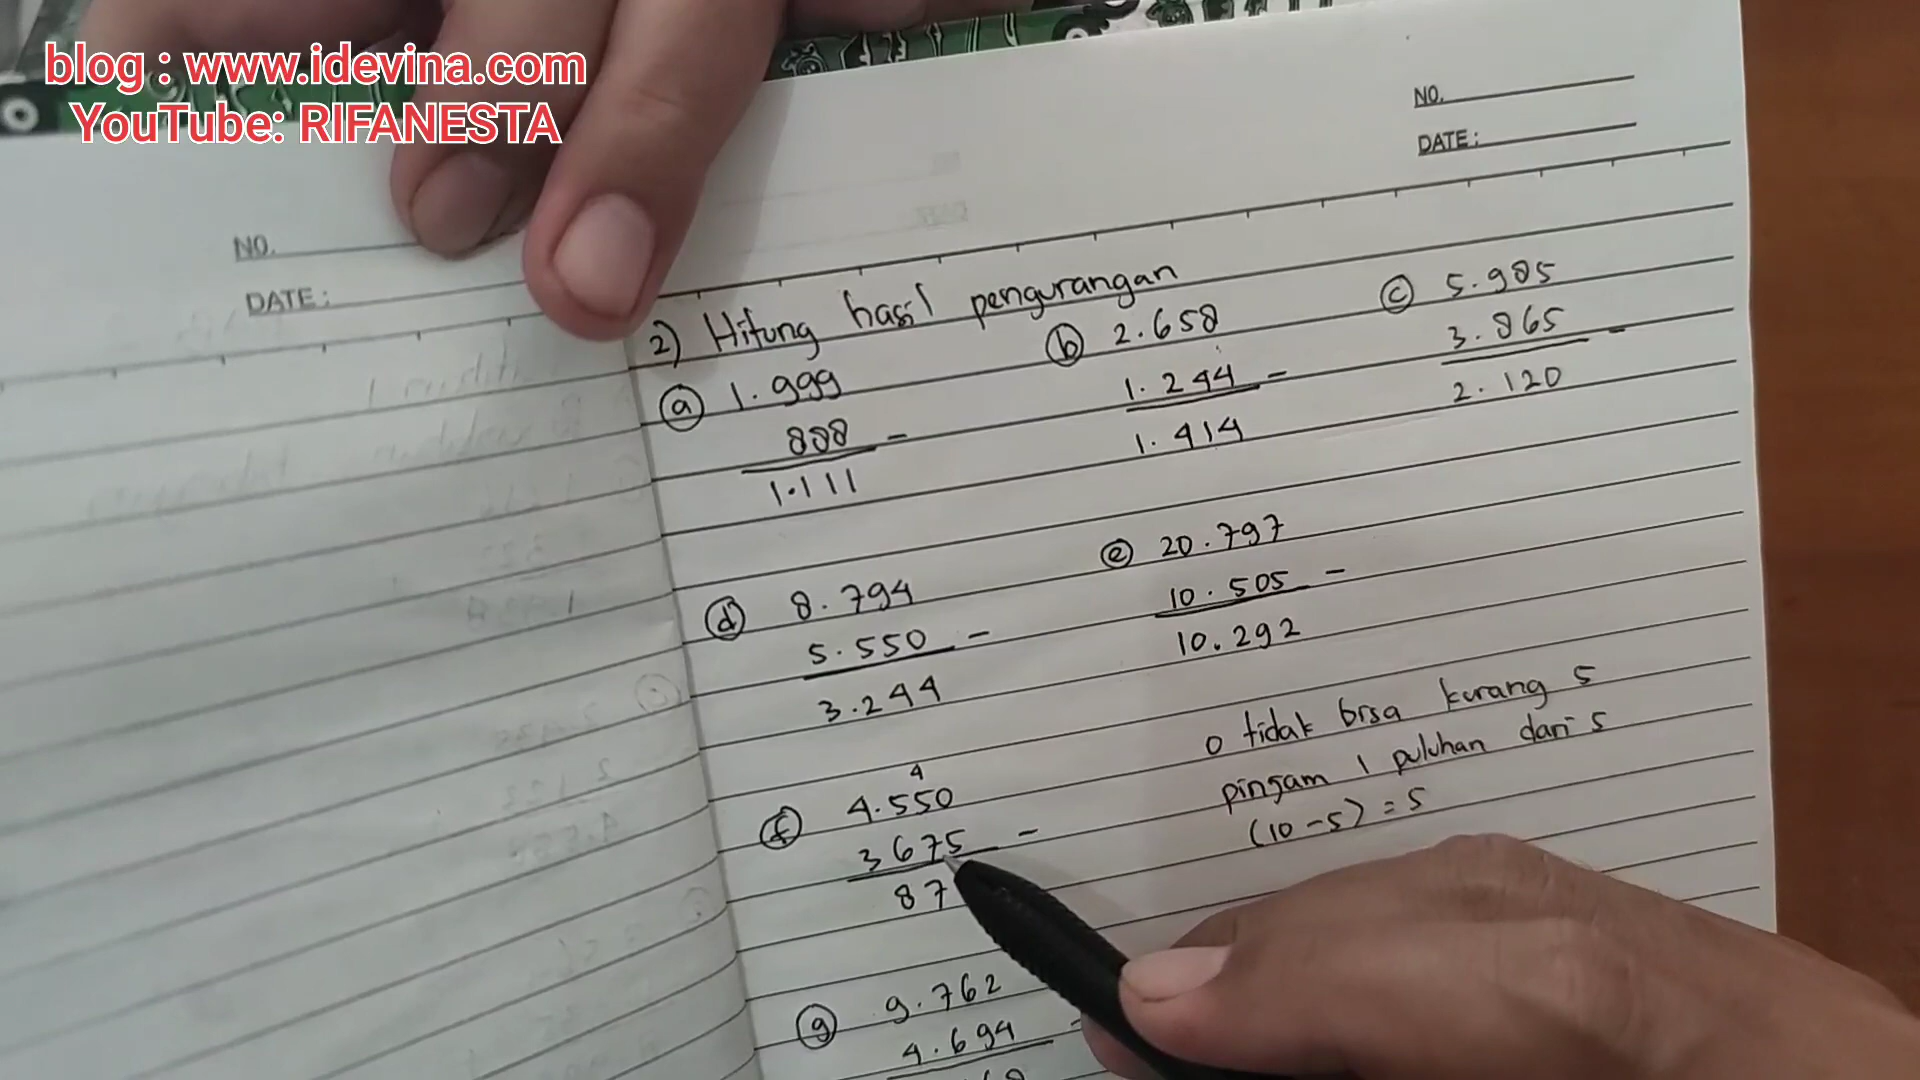 blog : www.idevina.com
YouTube: RIFANESTA
NO.
DATE :
NO.
DATE :
2) Hitung hasil pengurangan
(a) 1.999
888 -
1.111
(b) 2.658
1.244 -
1.414
(c) 5.985
3.865 -
2.120
(d) 8.794
5.550 -
3.244
(e) 20.797
10.505 -
10.292
4
(f) 4.550
3675 -
87
0 tidak bisa kurang 5
pinjam 1 puluhan dari 5
(10-5) = 5
(g) 9.762
4.694 -